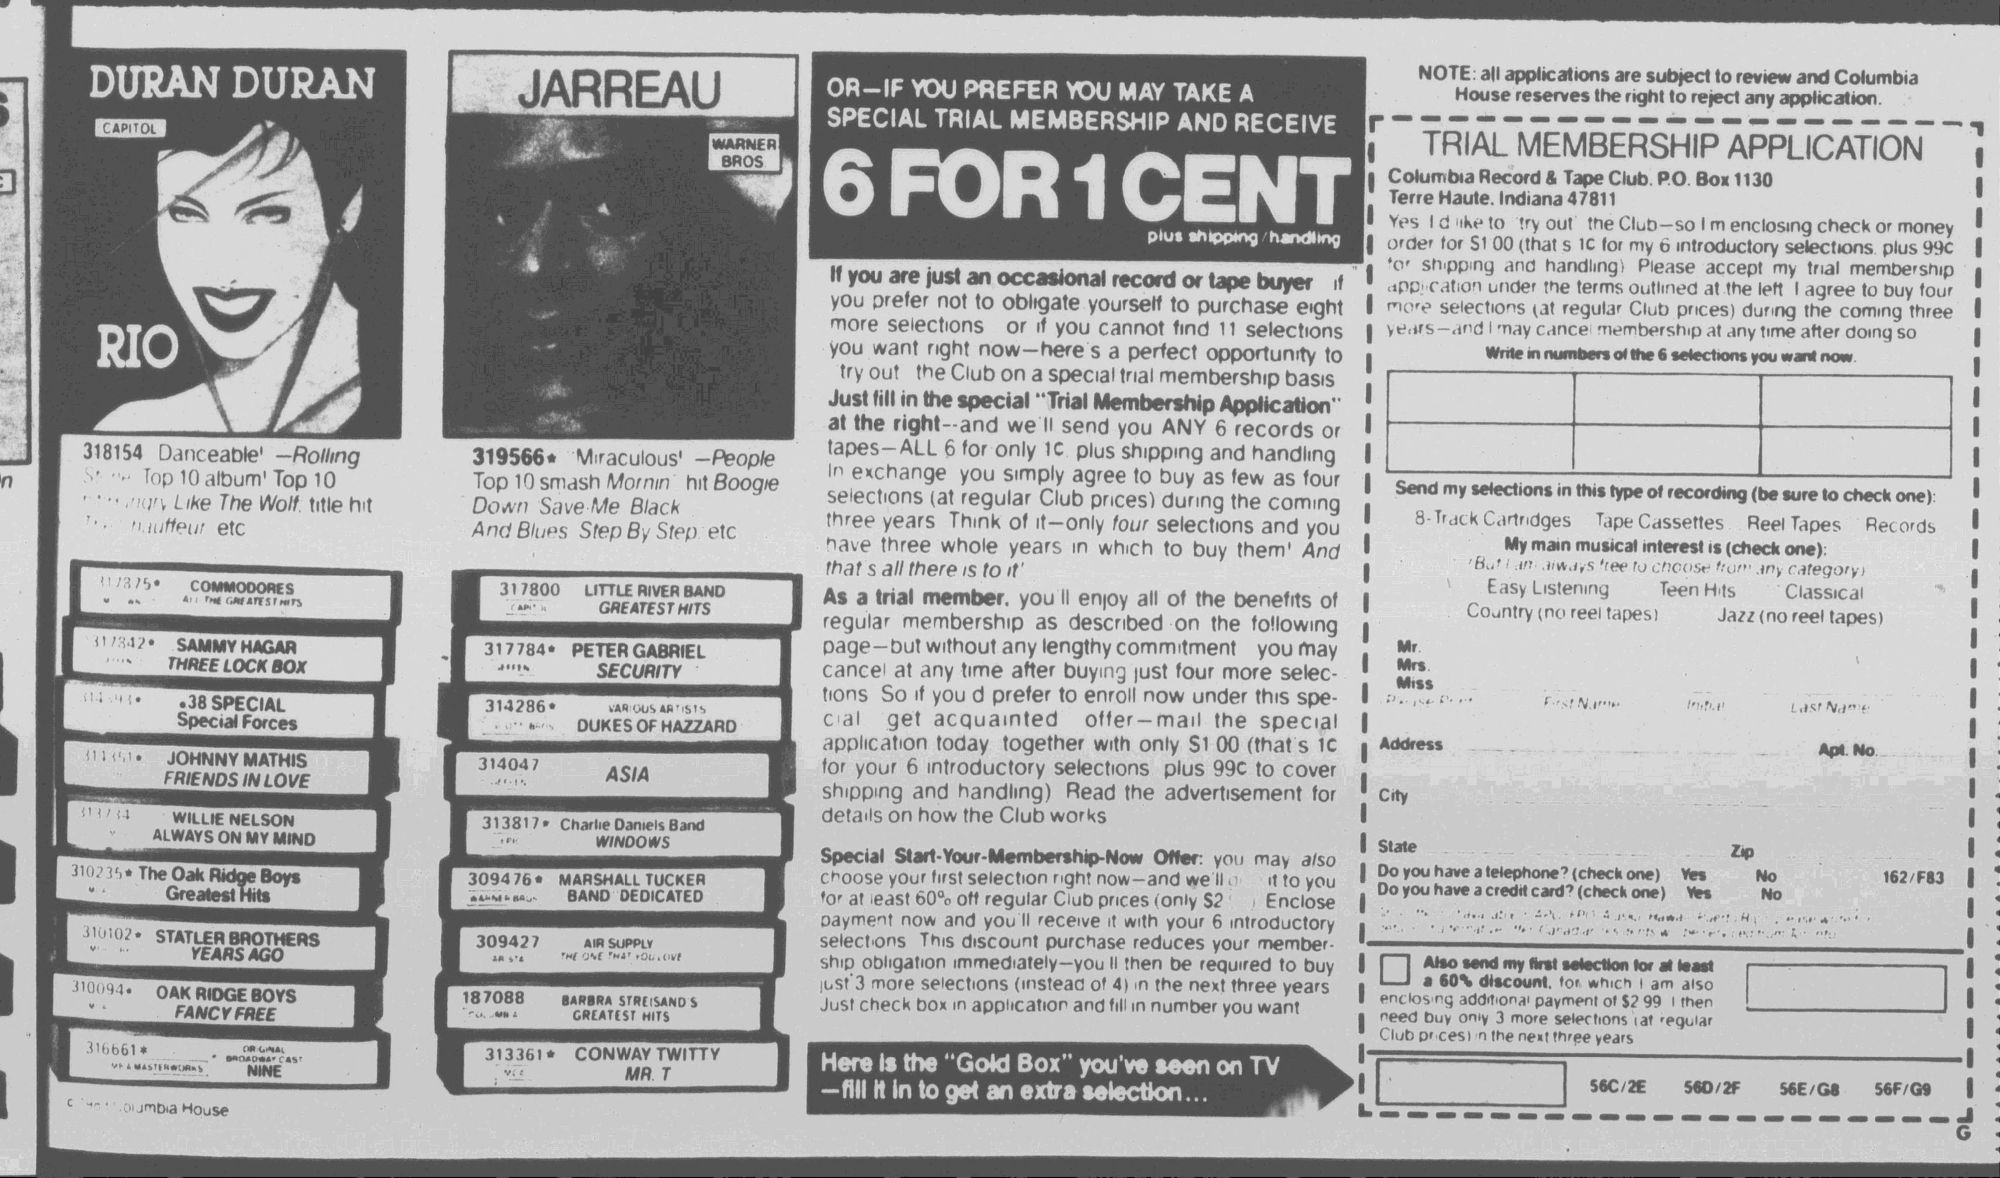 DURAN DURAN
CAPITOL
RIO
318154 Danceable! —Rolling
Top 10 album! Top 10
Like The Wolf, title hit
etc
317875* COMMODORES
ALL THE GREATEST HITS
317842* SAMMY HAGAR
THREE LOCK BOX
.38 SPECIAL
Special Forces
JOHNNY MATHIS
FRIENDS IN LOVE
313734 WILLIE NELSON
ALWAYS ON MY MIND
310235* The Oak Ridge Boys
Greatest Hits
310102* STATLER BROTHERS
YEARS AGO
310094* OAK RIDGE BOYS
FANCY FREE
316661* ORIGINAL
BROADWAY CAST
MASTERWORKS NINE
Columbia House
JARREAU
WARNER
BROS.
319566* "Miraculous! —People
Top 10 smash Mornin' hit Boogie
Down Save Me Black
And Blues Step By Step, etc
317800 LITTLE RIVER BAND
CAPITOL GREATEST HITS
317784* PETER GABRIEL
SECURITY
314286* VARIOUS ARTISTS
DUKES OF HAZZARD
314047 ASIA
313817* Charlie Daniels Band
EPIC WINDOWS
309476* MARSHALL TUCKER
WARNER BROS BAND DEDICATED
309427 AIR SUPPLY
ARISTA THE ONE THAT YOU LOVE
187088 BARBRA STREISAND'S
COLUMBIA GREATEST HITS
313361* CONWAY TWITTY
MCA MR. T
OR—IF YOU PREFER YOU MAY TAKE A
SPECIAL TRIAL MEMBERSHIP AND RECEIVE
6 FOR 1 CENT
plus shipping/handling
If you are just an occasional record or tape buyer if
you prefer not to obligate yourself to purchase eight
more selections or if you cannot find 11 selections
you want right now—here's a perfect opportunity to
try out the Club on a special trial membership basis
Just fill in the special "Trial Membership Application"
at the right--and we'll send you ANY 6 records or
tapes—ALL 6 for only 1¢, plus shipping and handling
In exchange you simply agree to buy as few as four
selections (at regular Club prices) during the coming
three years Think of it—only four selections and you
have three whole years in which to buy them! And
that's all there is to it!
As a trial member, you'll enjoy all of the benefits of
regular membership as described on the following
page—but without any lengthy commitment you may
cancel at any time after buying just four more selec-
tions So if you'd prefer to enroll now under this spe-
cial get acquainted offer—mail the special
application today together with only $1.00 (that's 1¢
for your 6 introductory selections plus 99¢ to cover
shipping and handling) Read the advertisement for
details on how the Club works
Special Start-Your-Membership-Now Offer: you may also
choose your first selection right now—and we'll it to you
for at least 60% off regular Club prices (only $2 ) Enclose
payment now and you'll receive it with your 6 introductory
selections This discount purchase reduces your member-
ship obligation immediately—you'll then be required to buy
just 3 more selections (instead of 4) in the next three years
Just check box in application and fill in number you want
Here is the "Gold Box" you've seen on TV
—fill it in to get an extra selection...
NOTE: all applications are subject to review and Columbia
House reserves the right to reject any application.
TRIAL MEMBERSHIP APPLICATION
Columbia Record & Tape Club, P.O. Box 1130
Terre Haute, Indiana 47811
Yes I'd like to 'try out' the Club—so I'm enclosing check or money
order for $1.00 (that's 1¢ for my 6 introductory selections, plus 99¢
for shipping and handling) Please accept my trial membership
application under the terms outlined at the left I agree to buy four
more selections (at regular Club prices) during the coming three
years—and I may cancel membership at any time after doing so
Write in numbers of the 6 selections you want now.
Send my selections in this type of recording (be sure to check one):
8-Track Cartridges Tape Cassettes Reel Tapes Records
My main musical interest is (check one):
(But I am always free to choose from any category)
Easy Listening Teen Hits Classical
Country (no reel tapes) Jazz (no reel tapes)
Mr.
Mrs.
Miss
Please Print First Name Initial Last Name
Address Apt. No.
City
State Zip
Do you have a telephone? (check one) Yes No 162/F83
Do you have a credit card? (check one) Yes No
Also send my first selection for at least
a 60% discount, for which I am also
enclosing additional payment of $2.99 I then
need buy only 3 more selections (at regular
Club prices) in the next three years
56C/2E 56D/2F 56E/G8 56F/G9
G